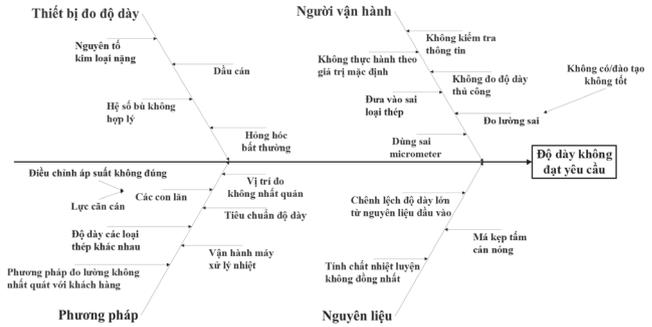 Thiết bị đo độ dày
Người vận hành
Nguyên tố
kim loại nặng
Dầu cán
Hệ số bù không
hợp lý
Hỏng hóc
bất thường
Không kiểm tra
thông tin
Không thực hành theo
giá trị mặc định
Không đo độ dày
thủ công
Không có/đào tạo
không tốt
Đưa vào sai
loại thép
Đo lường sai
Dùng sai
micrometer
Độ dày không
đạt yêu cầu
Điều chỉnh áp suất không đúng
Vị trí đo
không nhất quán
Các con lăn
Lực căn cán
Tiêu chuẩn độ dày
Độ dày các loại
thép khác nhau
Vận hành máy
xử lý nhiệt
Phương pháp đo lường không
nhất quát với khách hàng
Chênh lệch độ dày lớn
từ nguyên liệu đầu vào
Má kẹp tấm
cán nóng
Tính chất nhiệt luyện
không đồng nhất
Phương pháp
Nguyên liệu